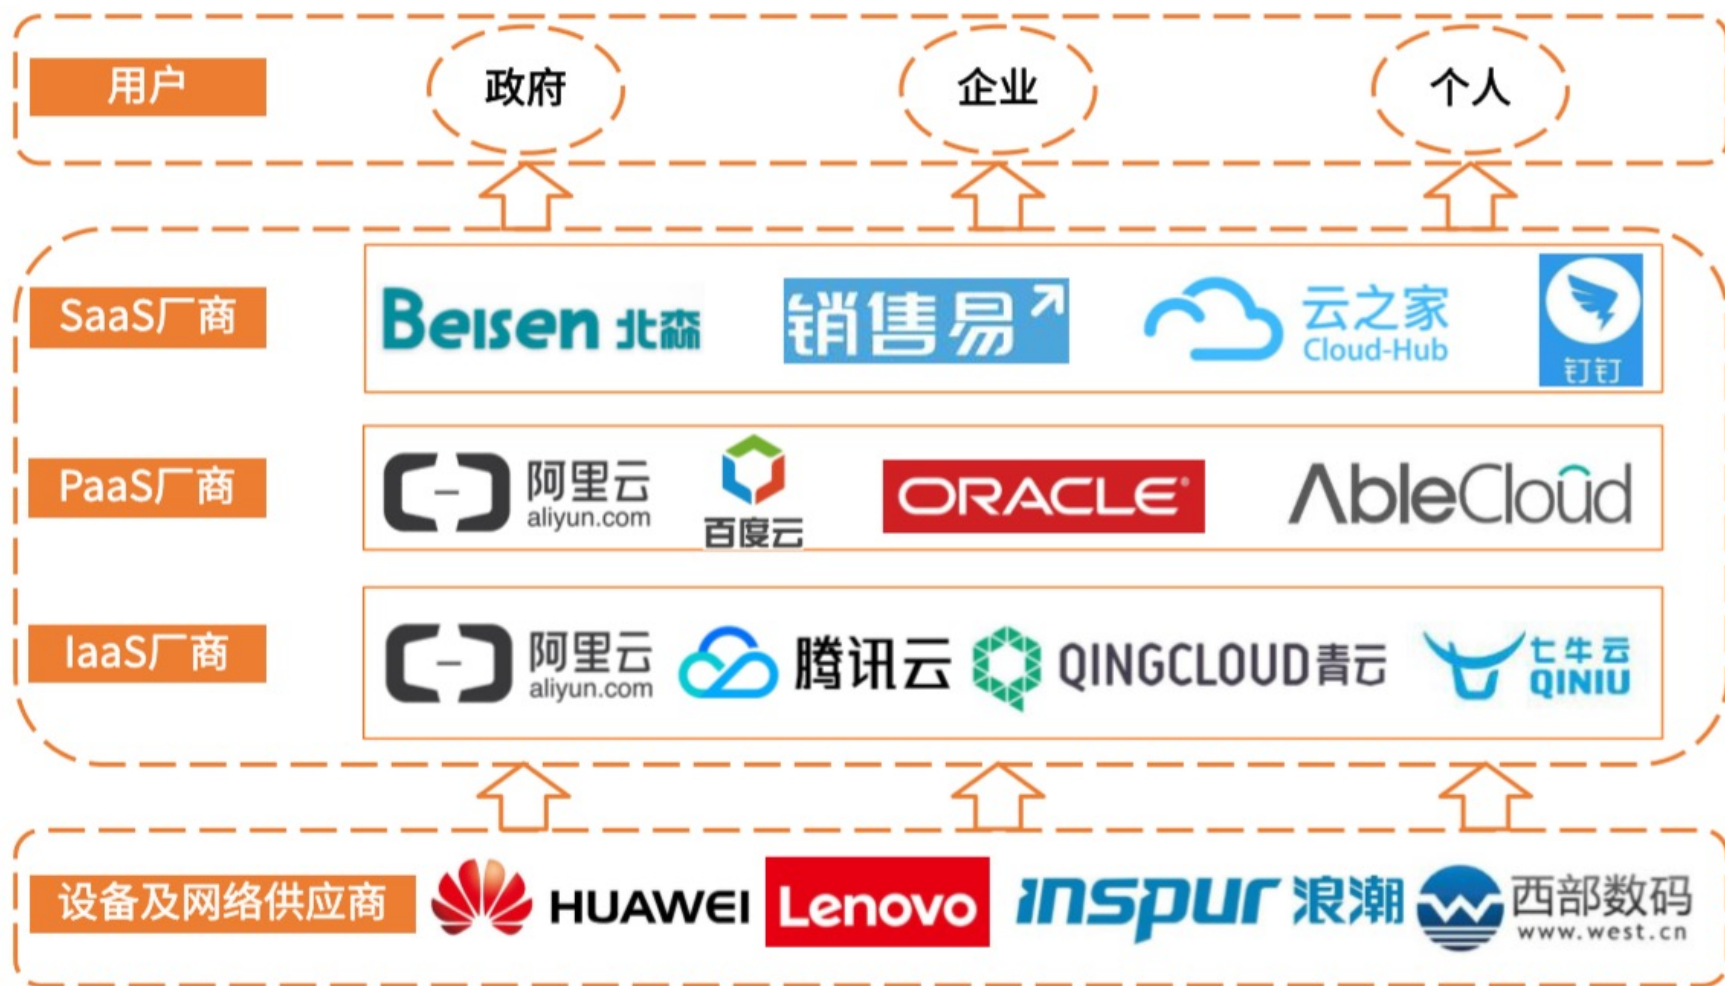 用户
政府
企业
个人
SaaS厂商
Beisen 北森
销售易
云之家
Cloud-Hub
钉钉
PaaS厂商
阿里云
aliyun.com
百度云
ORACLE®
AbleCloud
IaaS厂商
阿里云
aliyun.com
腾讯云
QINGCLOUD青云
七牛云
QINIU
设备及网络供应商
HUAWEI
Lenovo
inspur 浪潮
西部数码
www.west.cn